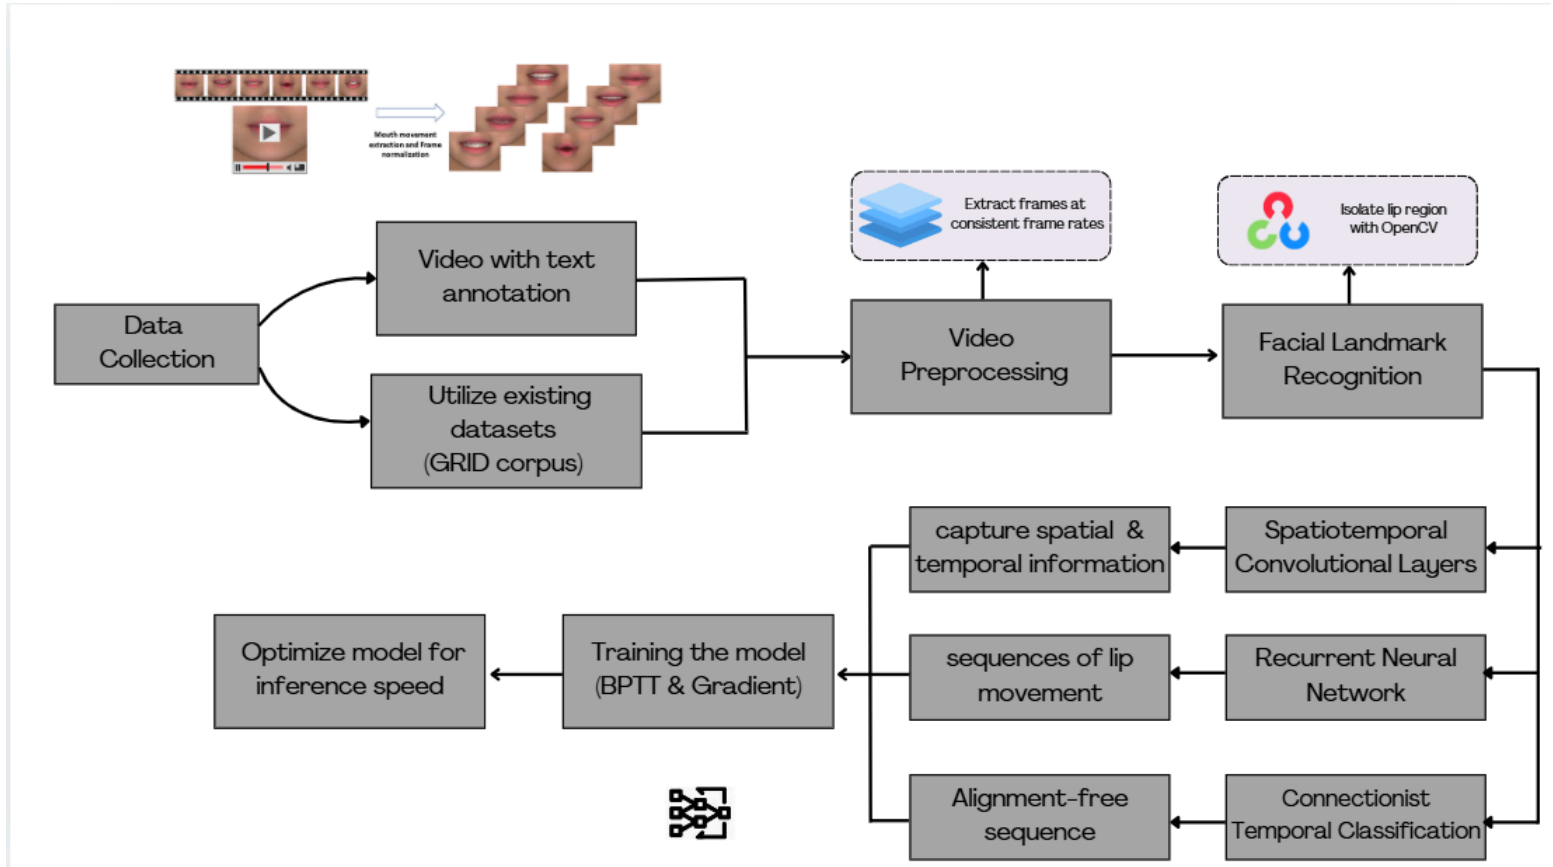 Mouth movement
extraction and Frame
normalization
Extract frames at
consistent frame rates
Isolate lip region
with OpenCV
Data
Collection
Video with text
annotation
Utilize existing
datasets
(GRID corpus)
Video
Preprocessing
Facial Landmark
Recognition
Spatiotemporal
Convolutional Layers
capture spatial &
temporal information
Recurrent Neural
Network
sequences of lip
movement
Connectionist
Temporal Classification
Alignment-free
sequence
Training the model
(BPTT & Gradient)
Optimize model for
inference speed